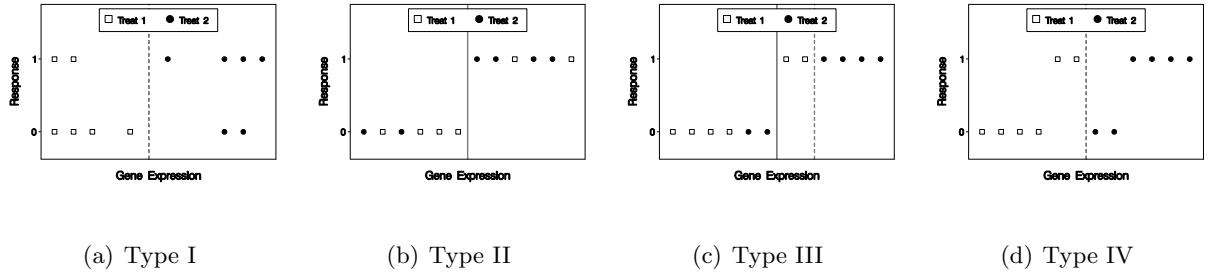 Treat 1 Treat 2
Response
1
0
Gene Expression
(a) Type I
Treat 1 Treat 2
Response
1
0
Gene Expression
(b) Type II
Treat 1 Treat 2
Response
1
0
Gene Expression
(c) Type III
Treat 1 Treat 2
Response
1
0
Gene Expression
(d) Type IV